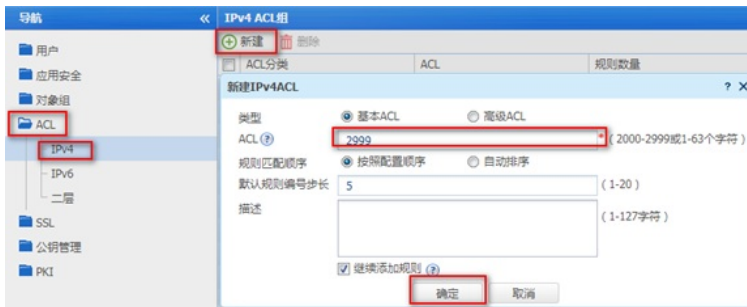 导航 « IPv4 ACL组
新建 删除
用户
应用安全
对象组
ACL
IPv4
IPv6
二层
SSL
公钥管理
PKI
ACL分类 ACL 规则数量
新建IPv4ACL ? X
类型 基本ACL 高级ACL
ACL ? 2999 * (2000-2999或1-63个字符)
规则匹配顺序 按照配置顺序 自动排序
默认规则编号步长 5 (1-20)
描述 (1-127字符)
继续添加规则 ?
确定 取消